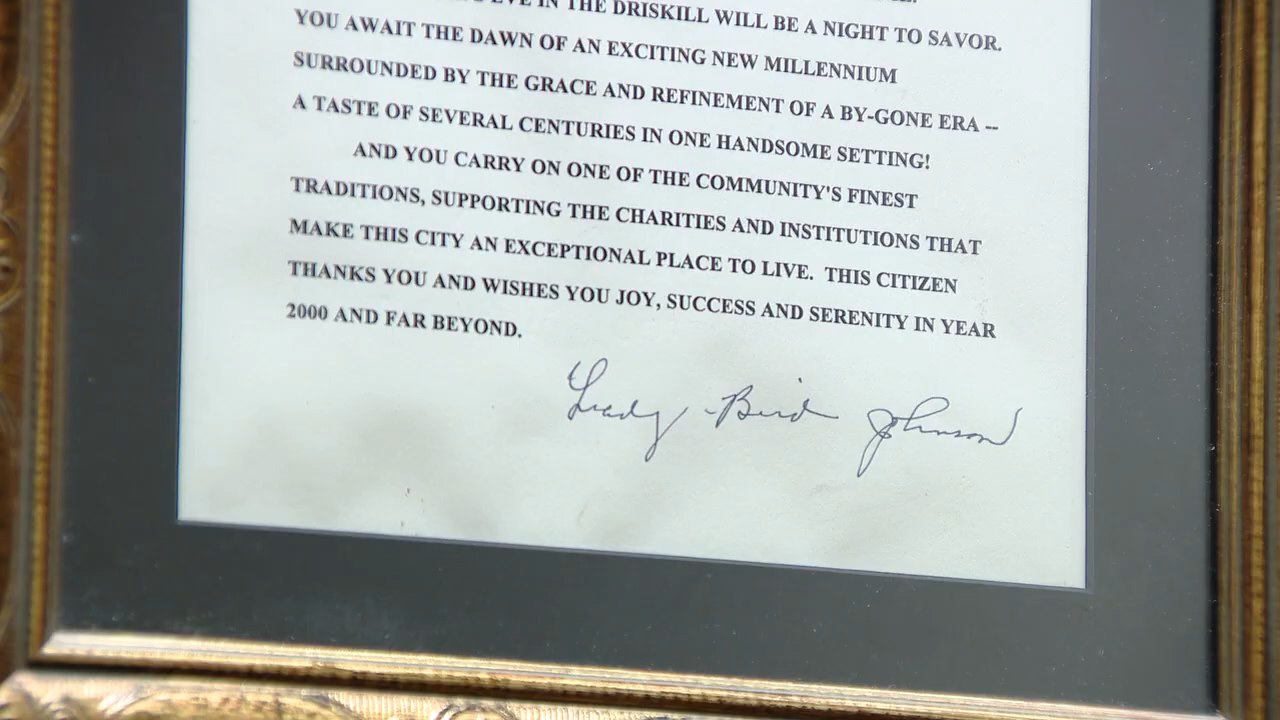 EVE IN THE DRISKILL WILL BE A NIGHT TO SAVOR.
YOU AWAIT THE DAWN OF AN EXCITING NEW MILLENNIUM
SURROUNDED BY THE GRACE AND REFINEMENT OF A BY-GONE ERA --
A TASTE OF SEVERAL CENTURIES IN ONE HANDSOME SETTING!
AND YOU CARRY ON ONE OF THE COMMUNITY'S FINEST
TRADITIONS, SUPPORTING THE CHARITIES AND INSTITUTIONS THAT
MAKE THIS CITY AN EXCEPTIONAL PLACE TO LIVE. THIS CITIZEN
THANKS YOU AND WISHES YOU JOY, SUCCESS AND SERENITY IN YEAR
2000 AND FAR BEYOND.
Lady Bird Johnson